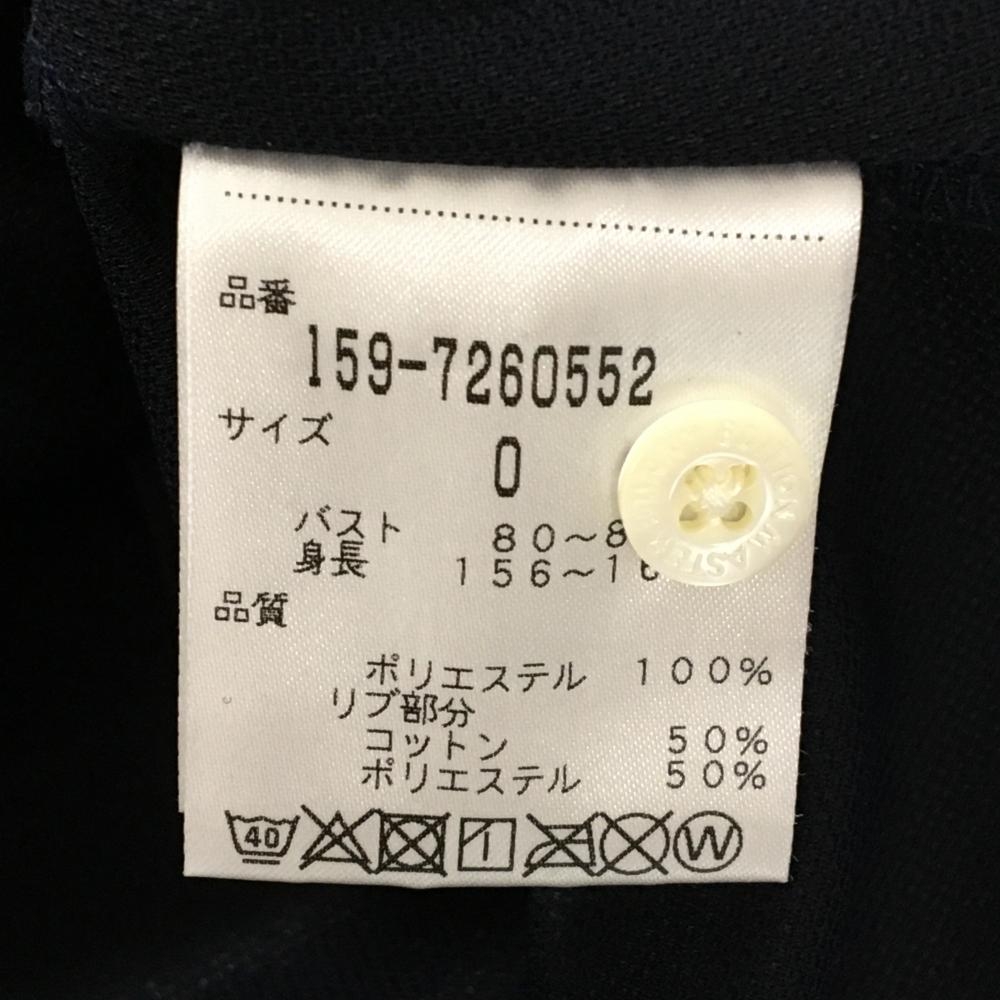 品番
159-7260552
サイズ
0
バスト 80～8
身長 156～16
品質
ポリエステル 100%
リブ部分
コットン 50%
ポリエステル 50%
40
W
MASTER